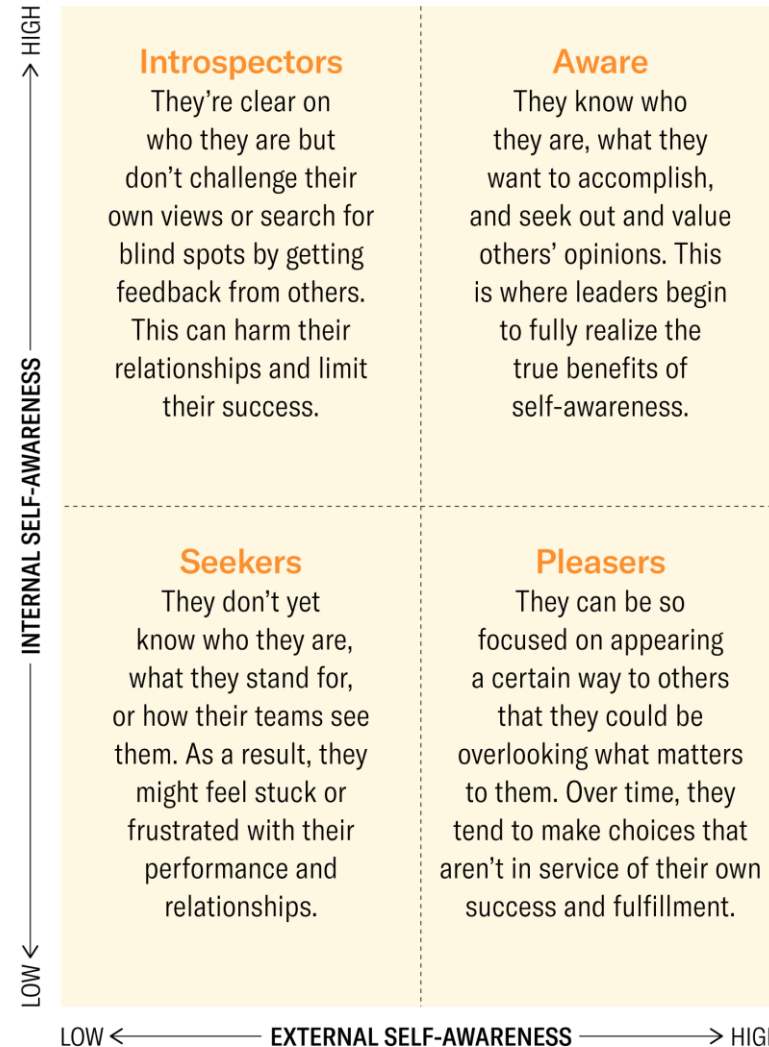 HIGH
INTERNAL SELF-AWARENESS
LOW
Introspectors
They’re clear on
who they are but
don’t challenge their
own views or search for
blind spots by getting
feedback from others.
This can harm their
relationships and limit
their success.
Aware
They know who
they are, what they
want to accomplish,
and seek out and value
others’ opinions. This
is where leaders begin
to fully realize the
true benefits of
self-awareness.
Seekers
They don’t yet
know who they are,
what they stand for,
or how their teams see
them. As a result, they
might feel stuck or
frustrated with their
performance and
relationships.
Pleasers
They can be so
focused on appearing
a certain way to others
that they could be
overlooking what matters
to them. Over time, they
tend to make choices that
aren’t in service of their own
success and fulfillment.
LOW EXTERNAL SELF-AWARENESS HIGH